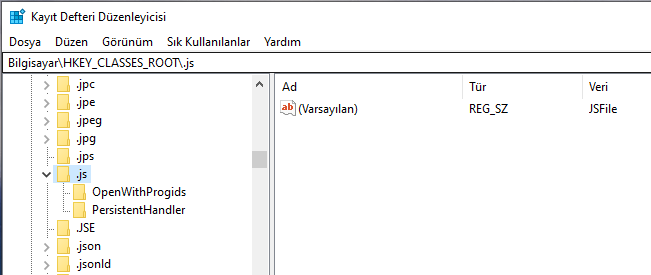 Kayıt Defteri Düzenleyicisi
Dosya Düzen Görünüm Sık Kullanılanlar Yardım
Bilgisayar\HKEY_CLASSES_ROOT\.js
.jpc
.jpe
.jpeg
.jpg
.jps
.js
OpenWithProgids
PersistentHandler
.JSE
.json
.jsonld
Ad Tür Veri
ab (Varsayılan) REG_SZ JSFile